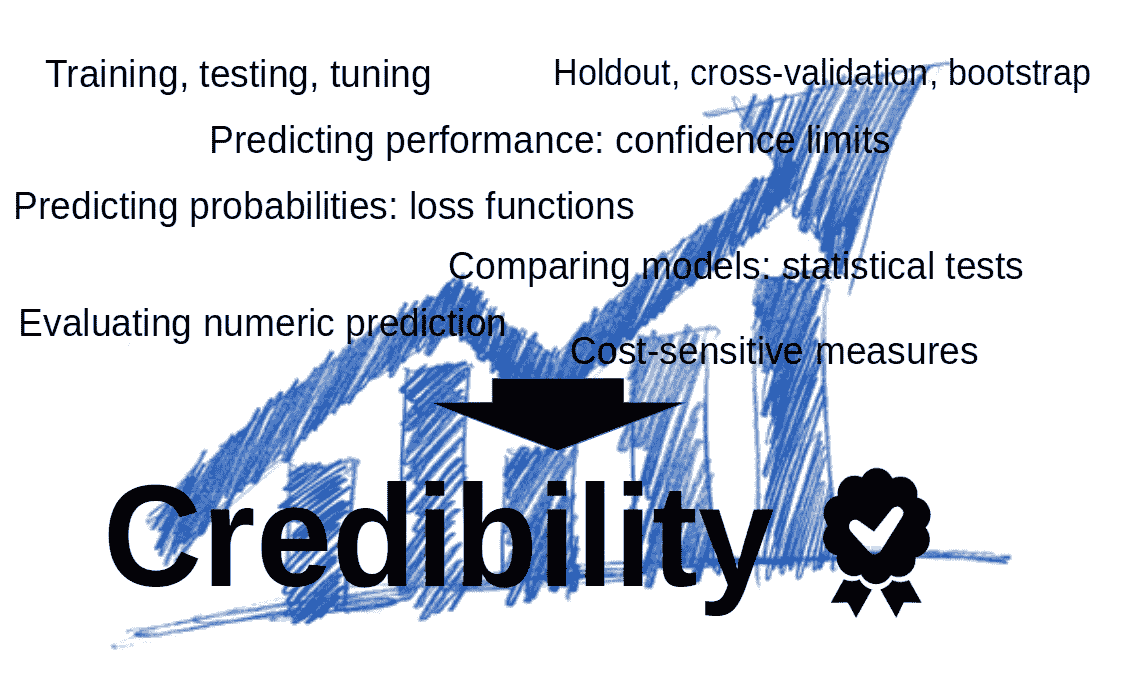 Training, testing, tuning
Holdout, cross-validation, bootstrap
Predicting performance: confidence limits
Predicting probabilities: loss functions
Comparing models: statistical tests
Evaluating numeric prediction
Cost-sensitive measures
Credibility